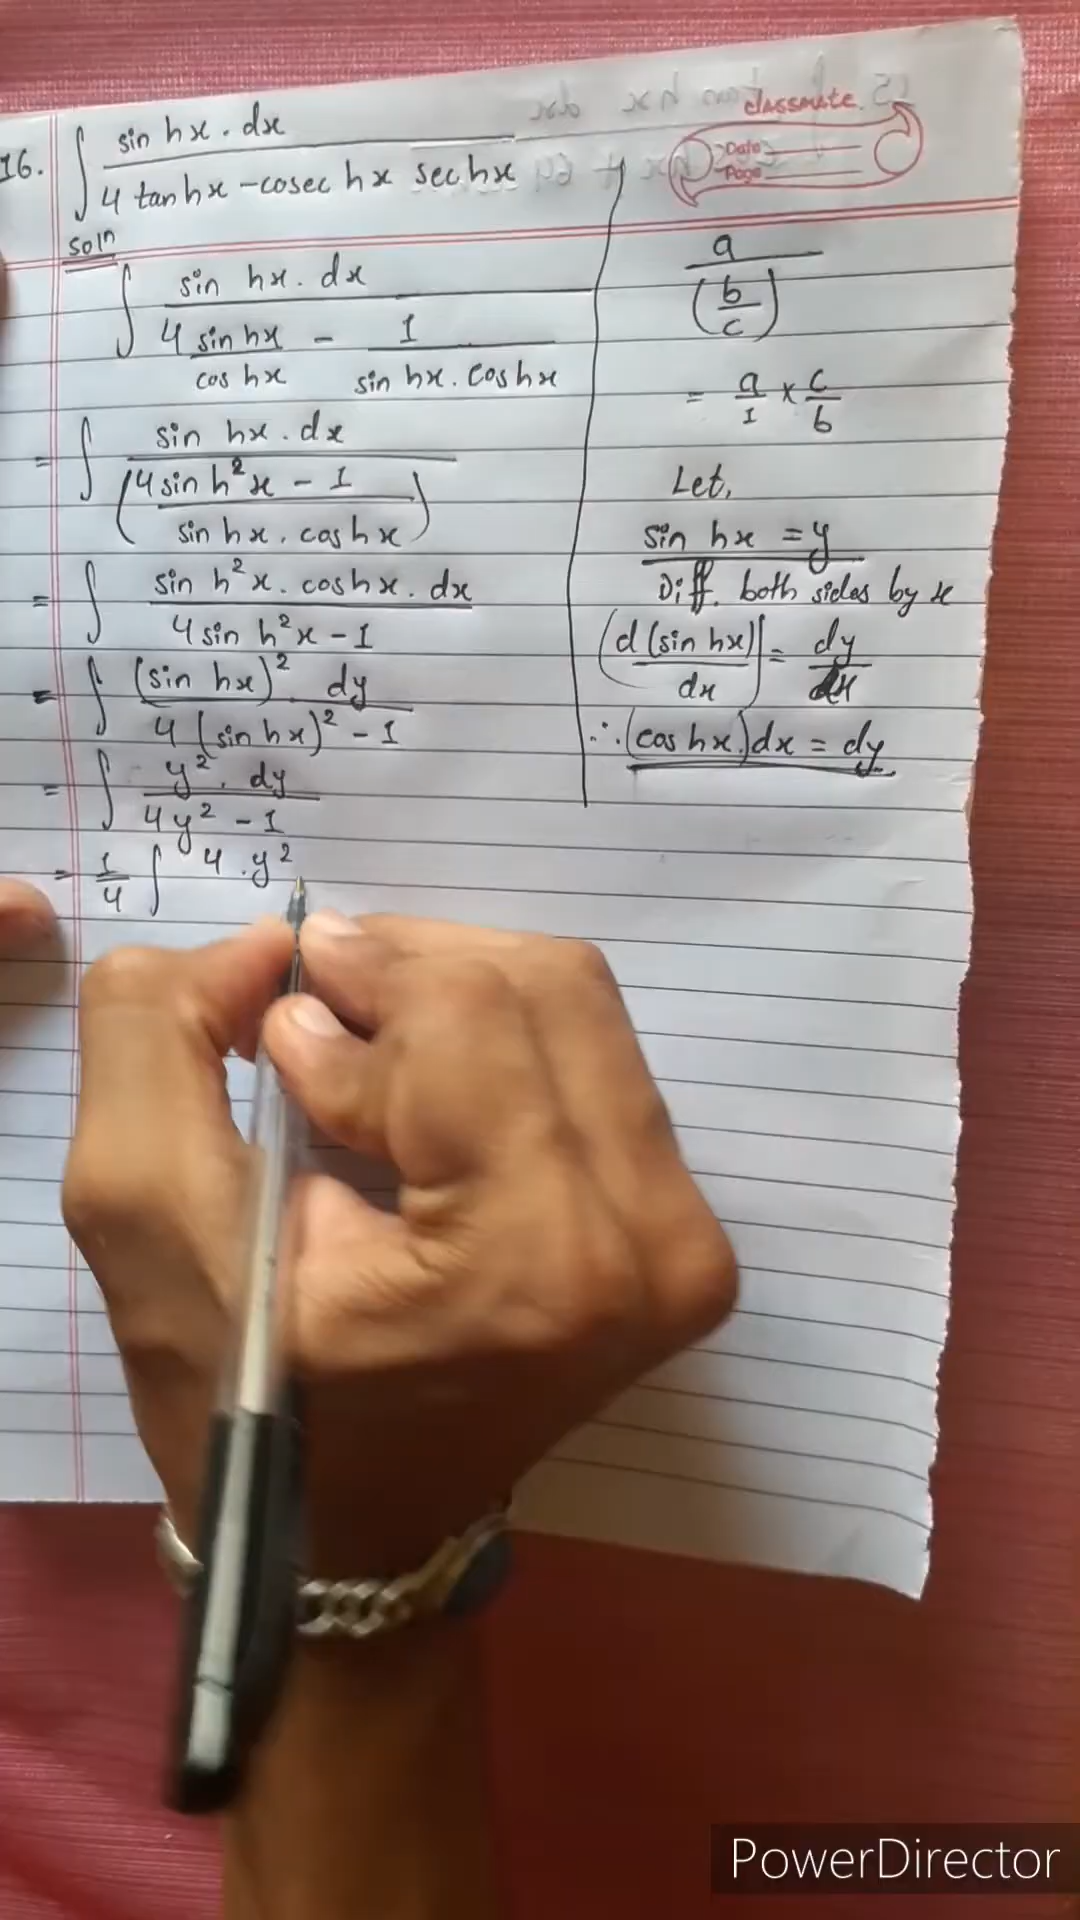 16. ∫ sin hx . dx
4 tanhx - cosec hx sec hx
classmate
Date
Page
Soln
∫ sin hx . dx
4 sin hx - 1
cos hx sin hx . cos hx
= ∫ sin hx . dx
(4 sin h²x - 1)
sin hx . cos hx
= ∫ sin h²x . cos hx . dx
4 sin h²x - 1
= ∫ (sin hx)² . dy
4 (sin hx)² - 1
= ∫ y² . dy
4y² - 1
= 1/4 ∫ 4 . y²
a
(b/c)
= a/1 × c/b
Let,
sin hx = y
Diff. both sides by x
(d (sin hx)/dx) = dy/dx
∴ (cos hx.)dx = dy
PowerDirector